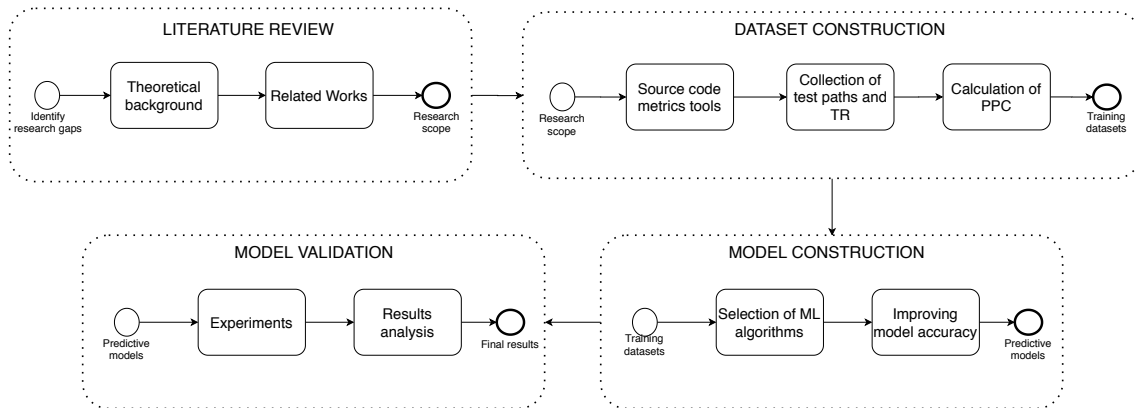 LITERATURE REVIEW
Theoretical
background
Related Works
Identify
research gaps
Research
scope
DATASET CONSTRUCTION
Source code
metrics tools
Collection of
test paths and
TR
Calculation of
PPC
Research
scope
Training
datasets
MODEL VALIDATION
Experiments
Results
analysis
Predictive
models
Final results
MODEL CONSTRUCTION
Selection of ML
algorithms
Improving
model accuracy
Training
datasets
Predictive
models